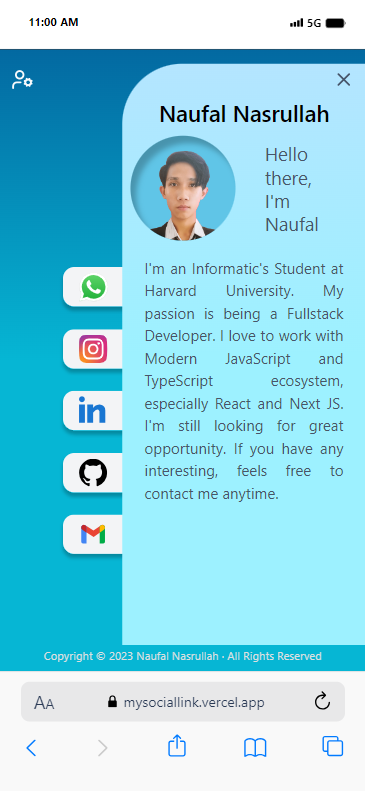 11:00 AM
5G
Naufal Nasrullah
Hello
there,
I'm
Naufal
I'm an Informatic's Student at
Harvard University. My
passion is being a Fullstack
Developer. I love to work with
Modern JavaScript and
TypeScript ecosystem,
especially React and Next JS.
I'm still looking for great
opportunity. If you have any
interesting, feels free to
contact me anytime.
in
Copyright © 2023 Naufal Nasrullah · All Rights Reserved
AA mysociallink.vercel.app